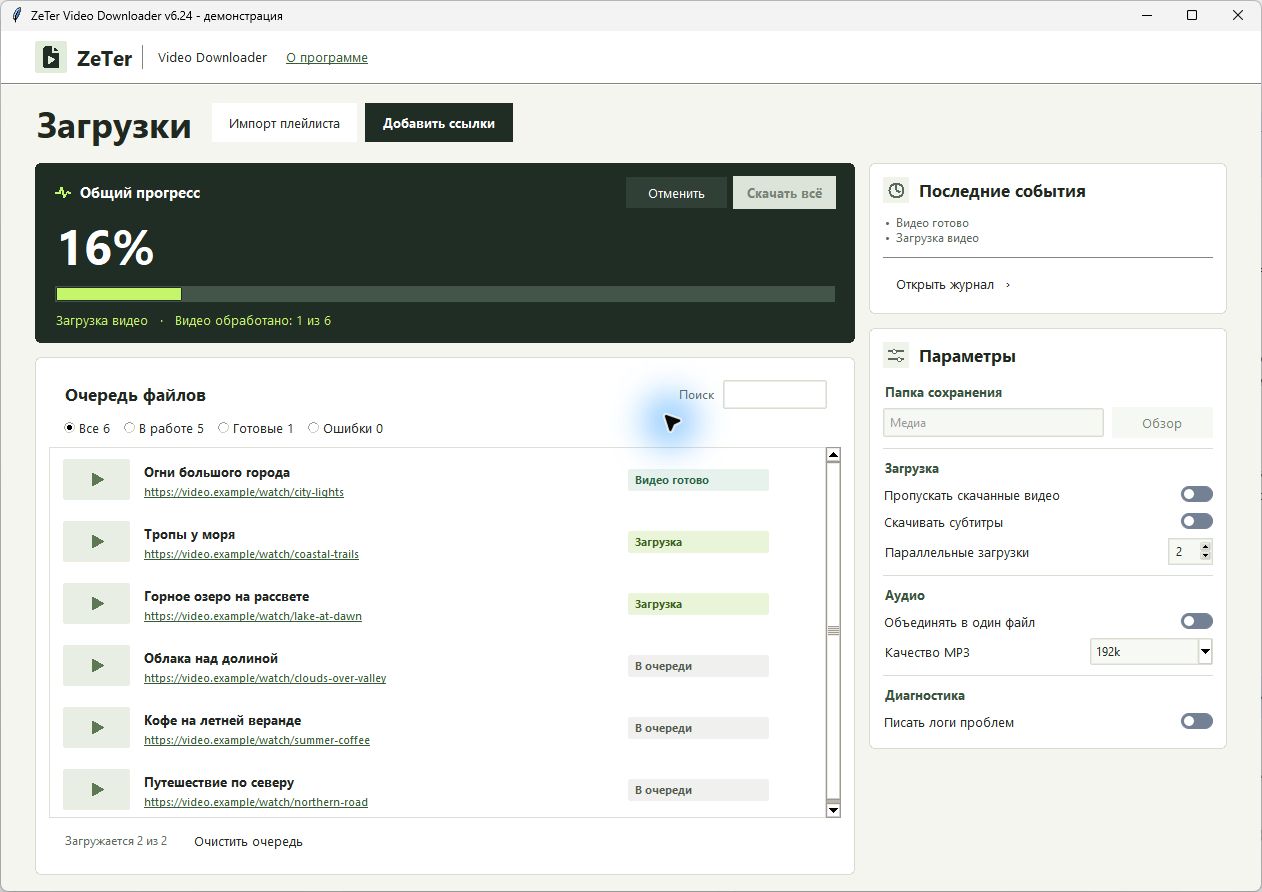 ZeTer Video Downloader v6.24 - демонстрация
ZeTer
Video Downloader
О программе
Загрузки
Импорт плейлиста
Добавить ссылки
Общий прогресс
Отменить
Скачать всё
16%
Загрузка видео · Видео обработано: 1 из 6
Очередь файлов
Поиск
Все 6
В работе 5
Готовые 1
Ошибки 0
Огни большого города
https://video.example/watch/city-lights
Видео готово
Тропы у моря
https://video.example/watch/coastal-trails
Загрузка
Горное озеро на рассвете
https://video.example/watch/lake-at-dawn
Загрузка
Облака над долиной
https://video.example/watch/clouds-over-valley
В очереди
Кофе на летней веранде
https://video.example/watch/summer-coffee
В очереди
Путешествие по северу
https://video.example/watch/northern-road
В очереди
Загружается 2 из 2
Очистить очередь
Последние события
• Видео готово
• Загрузка видео
Открыть журнал ›
Параметры
Папка сохранения
Медиа
Обзор
Загрузка
Пропускать скачанные видео
Скачивать субтитры
Параллельные загрузки
2
Аудио
Объединять в один файл
Качество MP3
192k
Диагностика
Писать логи проблем